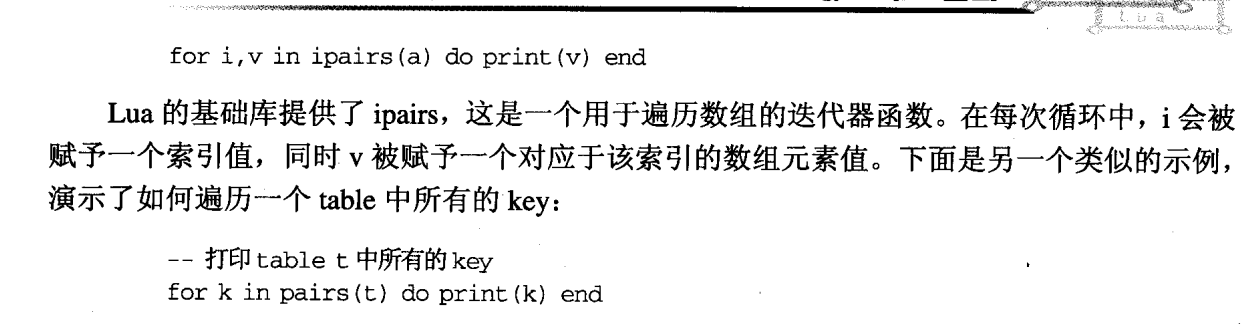 Lua
for i,v in ipairs(a) do print(v) end
Lua 的基础库提供了 ipairs，这是一个用于遍历数组的迭代器函数。在每次循环中，i 会被
赋予一个索引值，同时 v 被赋予一个对应于该索引的数组元素值。下面是另一个类似的示例，
演示了如何遍历一个 table 中所有的 key：
-- 打印 table t 中所有的 key
for k in pairs(t) do print(k) end